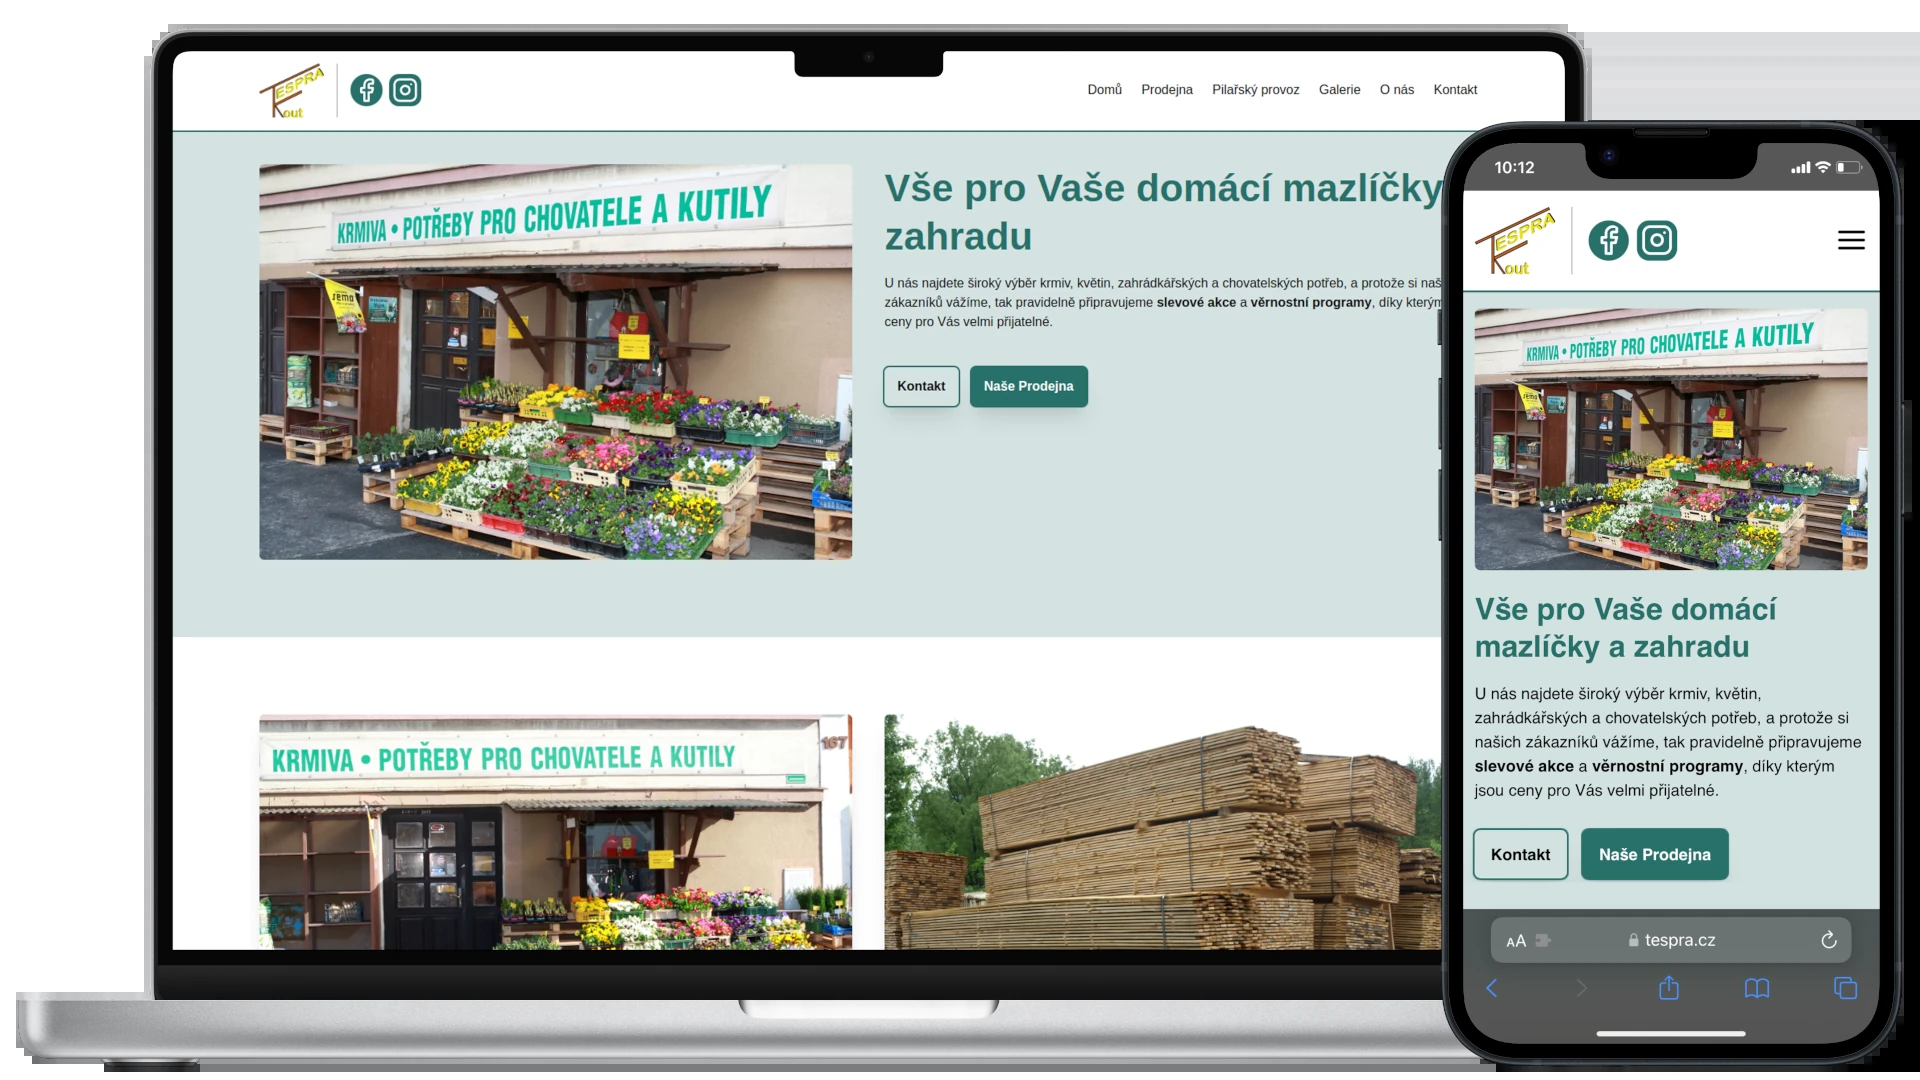 TESPRA
Kout
Domů Prodejna Pilařský provoz Galerie O nás Kontakt
KRMIVA • POTŘEBY PRO CHOVATELE A KUTILY
sema
Vše pro Vaše domácí mazlíčky
zahradu
U nás najdete široký výběr krmiv, květin, zahrádkářských a chovatelských potřeb, a protože si naš
zákazníků vážíme, tak pravidelně připravujeme slevové akce a věrnostní programy, díky kterým
ceny pro Vás velmi přijatelné.
Kontakt
Naše Prodejna
KRMIVA • POTŘEBY PRO CHOVATELE A KUTILY
167
10:12
TESPRA
Kout
KRMIVA • POTŘEBY PRO CHOVATELE A KUTILY
sema
Vše pro Vaše domácí
mazlíčky a zahradu
U nás najdete široký výběr krmiv, květin,
zahrádkářských a chovatelských potřeb, a protože si
našich zákazníků vážíme, tak pravidelně připravujeme
slevové akce a věrnostní programy, díky kterým
jsou ceny pro Vás velmi přijatelné.
Kontakt
Naše Prodejna
AA
tespra.cz